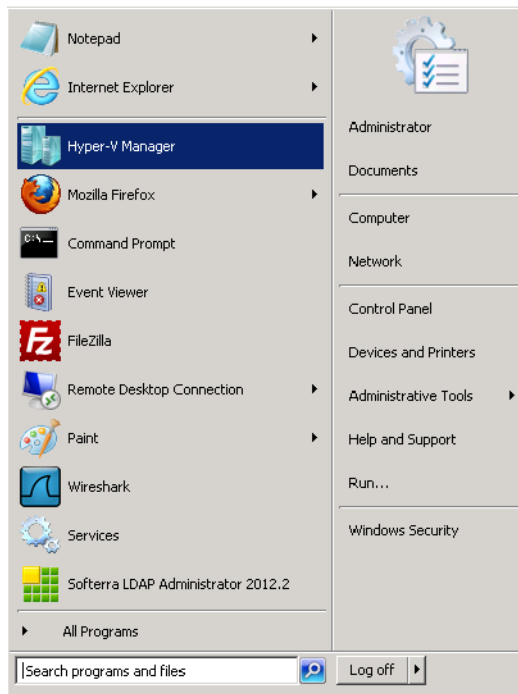 Notepad
Internet Explorer
Hyper-V Manager
Mozilla Firefox
C:\
Command Prompt
Event Viewer
Fz
FileZilla
Remote Desktop Connection
Paint
Wireshark
Services
Softerra LDAP Administrator 2012.2
All Programs
Search programs and files
Administrator
Documents
Computer
Network
Control Panel
Devices and Printers
Administrative Tools
Help and Support
Run...
Windows Security
Log off